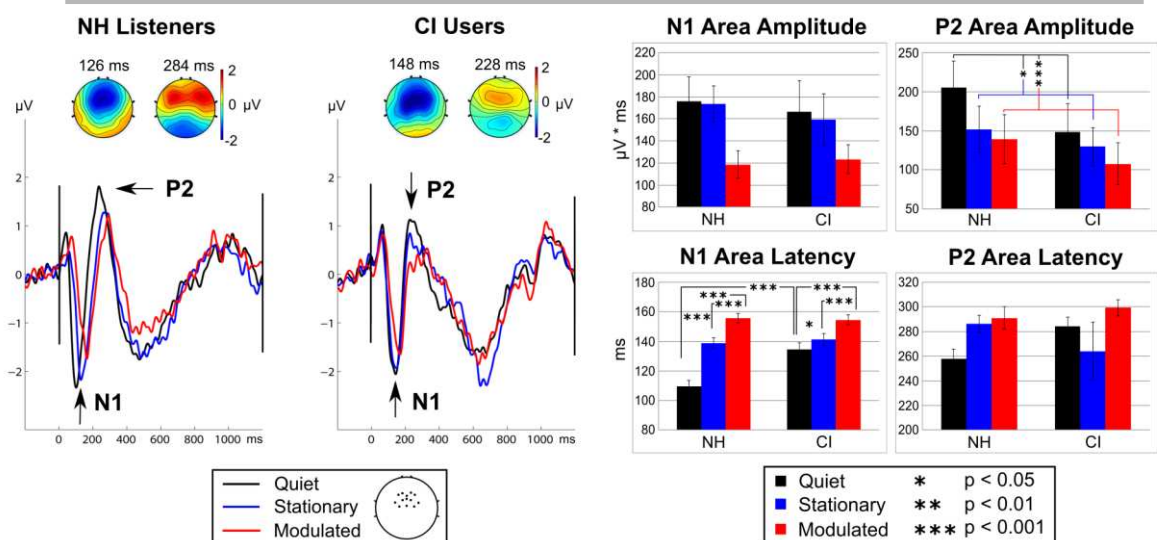 NH Listeners
CI Users
126 ms
284 ms
148 ms
228 ms
2
0 μV
-2
2
0 μV
-2
μV
μV
P2
P2
N1
N1
2
1
0
-1
-2
2
1
0
-1
-2
0 200 400 600 800 1000 ms
0 200 400 600 800 1000 ms
Quiet
Stationary
Modulated
N1 Area Amplitude
μV * ms
220
200
180
160
140
120
100
80
NH CI
P2 Area Amplitude
250
200
150
100
50
* ***
NH CI
N1 Area Latency
ms
180
160
140
120
100
80
*** *** ***
*** *** * ***
NH CI
P2 Area Latency
320
300
280
260
240
220
200
NH CI
Quiet * p < 0.05
Stationary ** p < 0.01
Modulated *** p < 0.001